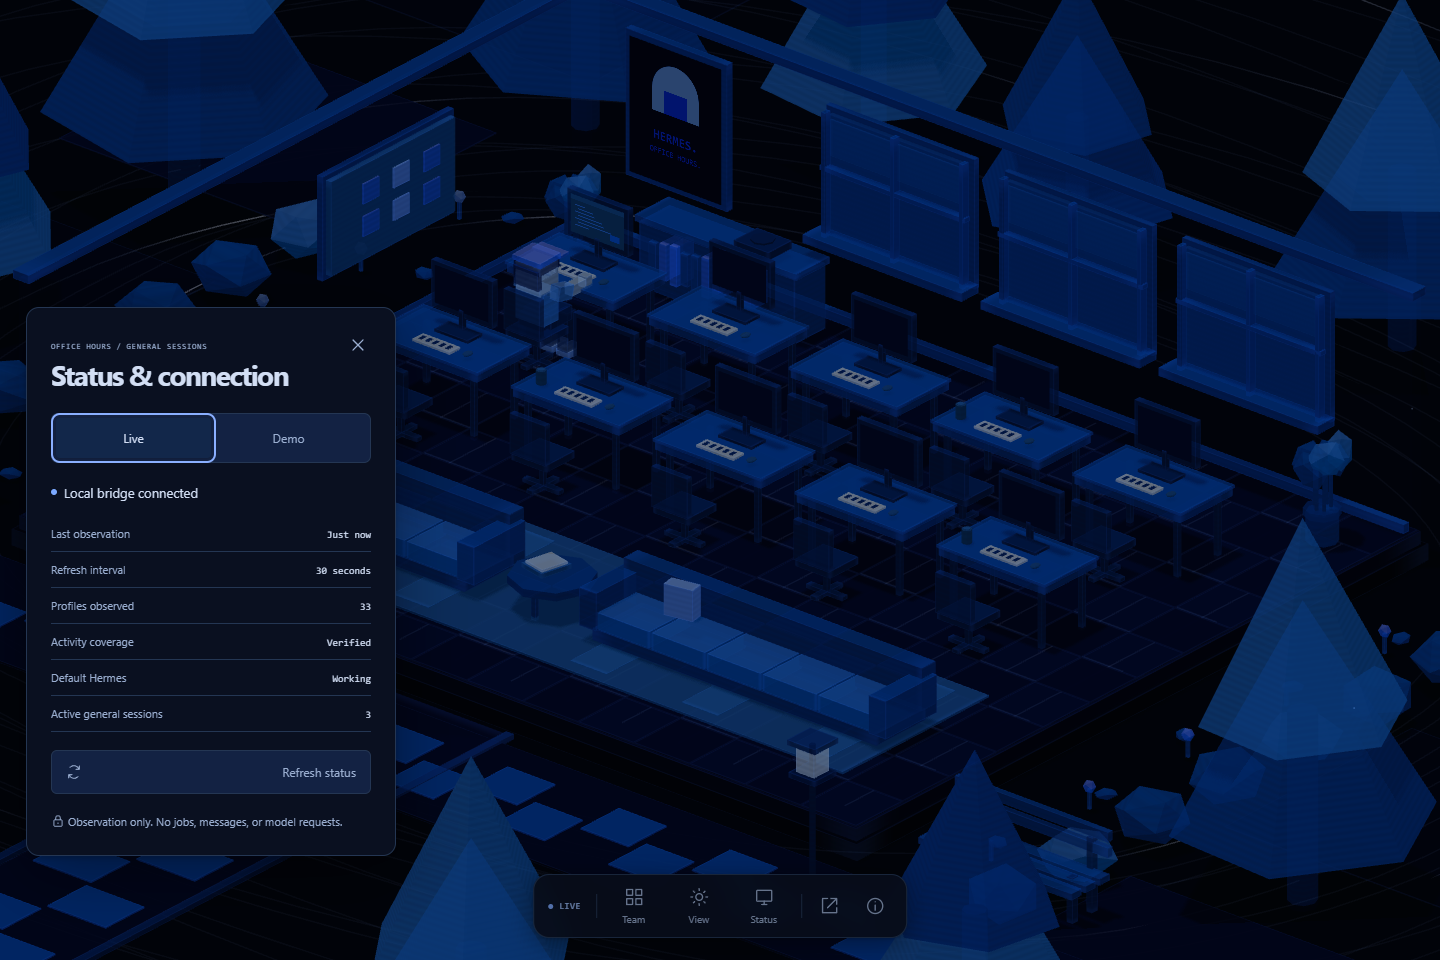 HERMES.
OFFICE HOURS
OFFICE HOURS / GENERAL SESSIONS
Status & connection
Live
Demo
Local bridge connected
Last observation Just now
Refresh interval 30 seconds
Profiles observed 33
Activity coverage Verified
Default Hermes Working
Active general sessions 3
Refresh status
Observation only. No jobs, messages, or model requests.
LIVE
Team
View
Status